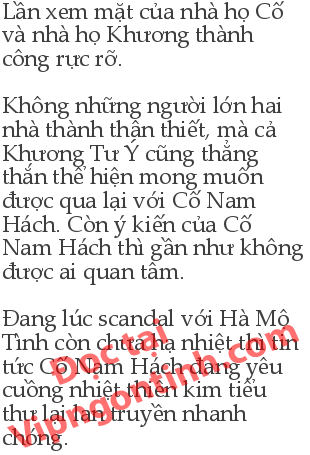 Lần xem mặt của nhà họ Cố
và nhà họ Khương thành
công rực rỡ.
Không những người lớn hai
nhà thành thân thiết, mà cả
Khương Tư Ý cũng thẳng
thắn thể hiện mong muốn
được qua lại với Cố Nam
Hách. Còn ý kiến của Cố
Nam Hách thì gần như không
được ai quan tâm.
Đang lúc scandal với Hà Mộ
Tình còn chưa hạ nhiệt thì tin
tức Cố Nam Hách đang yêu
cuồng nhiệt thiên kim tiểu
thư lại lan truyền nhanh
chóng.
Đọc tại
Vipngontinh.com